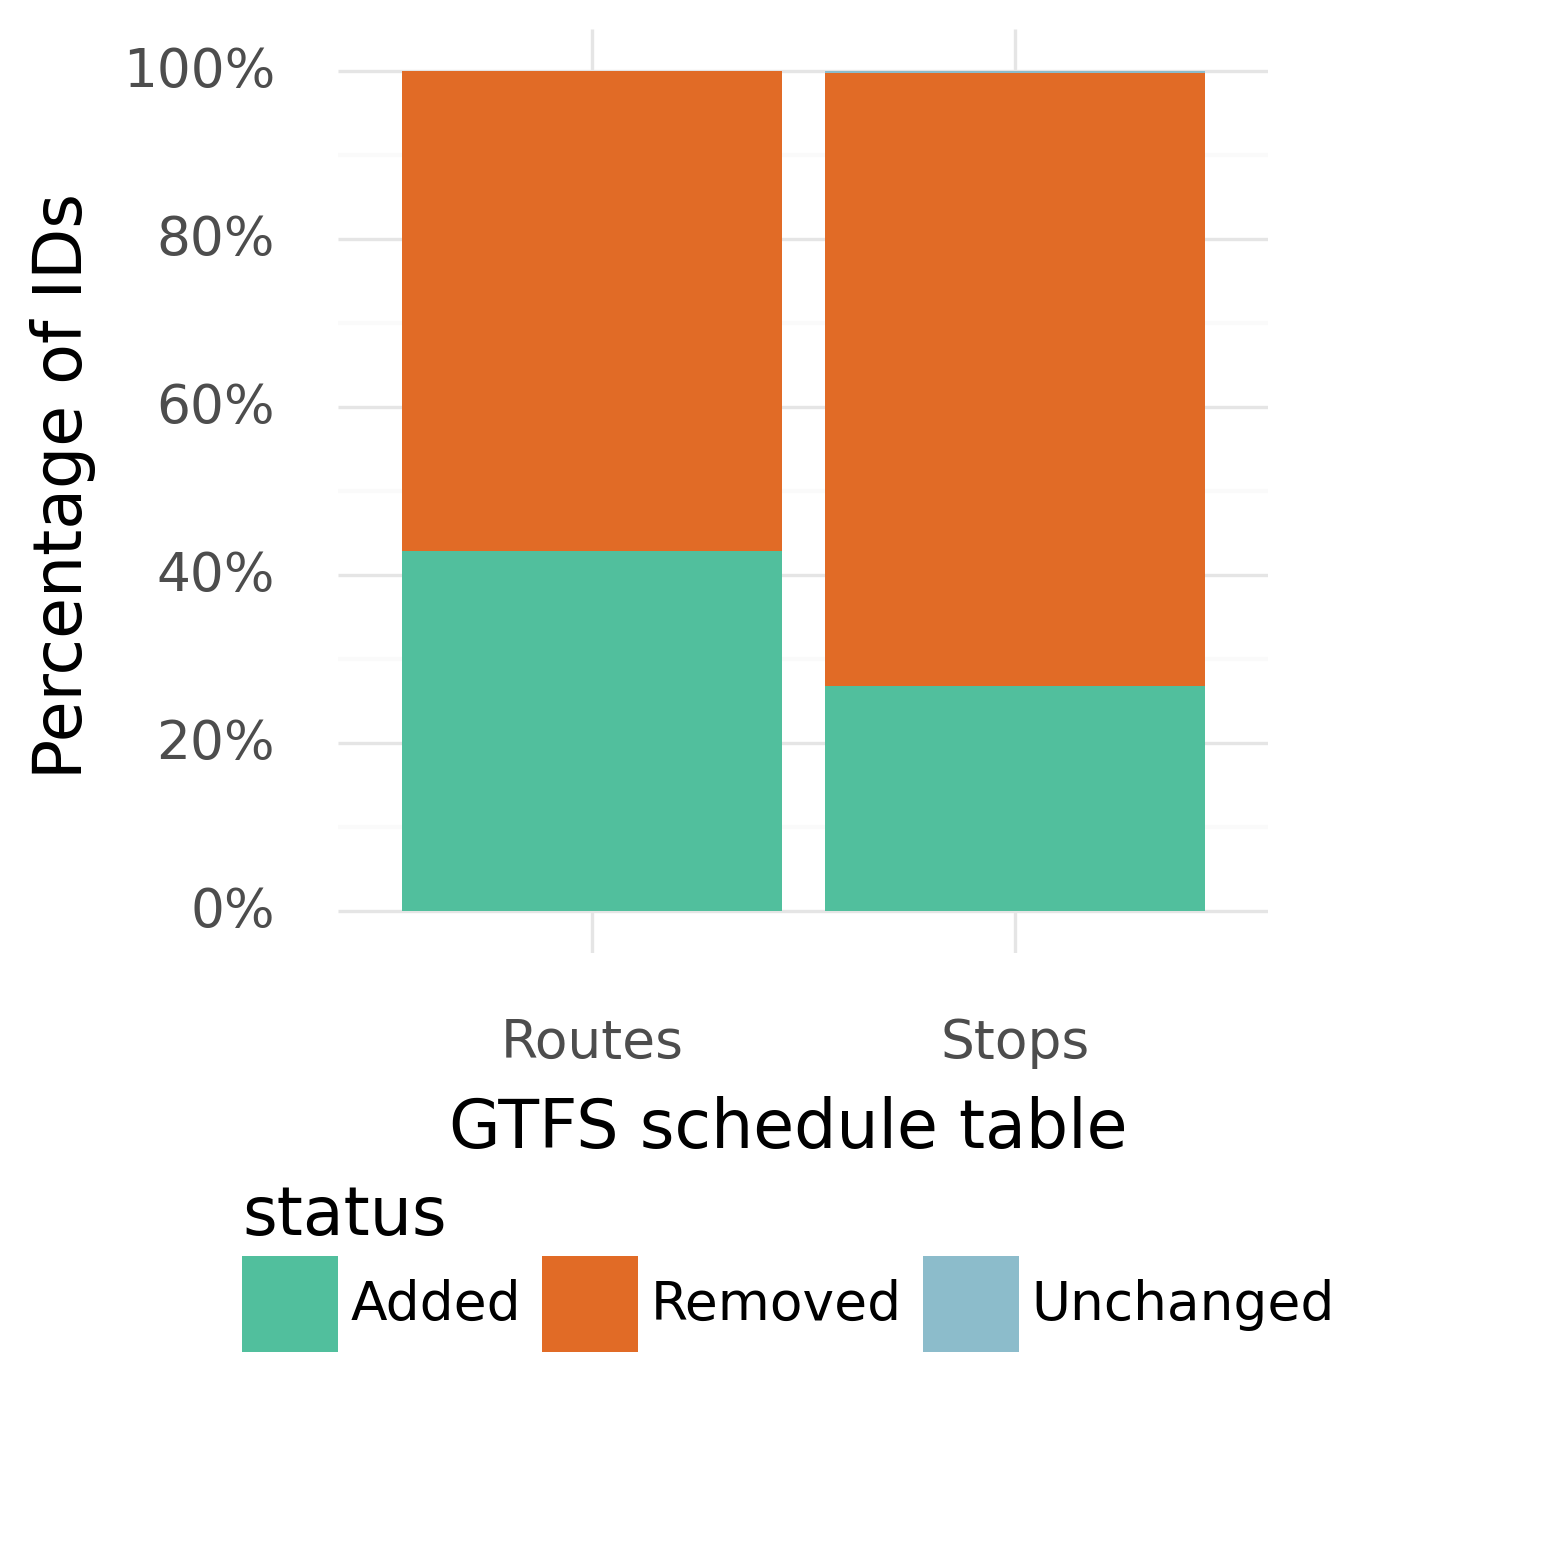 100%
80%
60%
40%
20%
0%
Percentage of IDs
Routes Stops
GTFS schedule table
status
Added Removed Unchanged